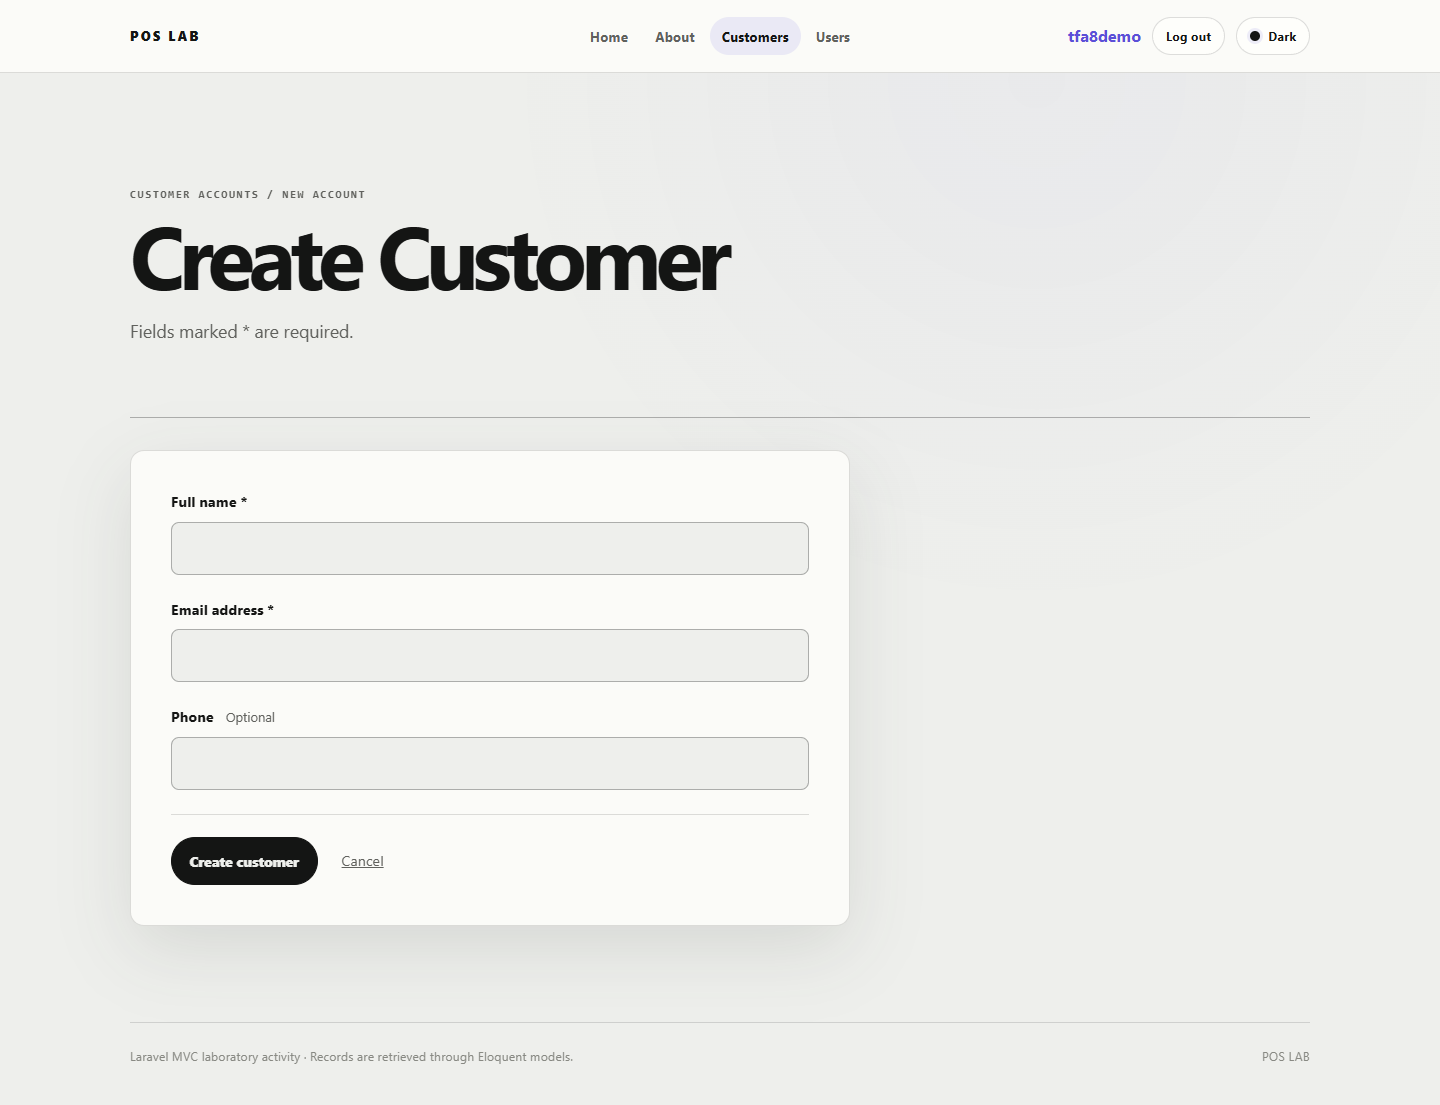 POS LAB
Home About Customers Users
tfa8demo Log out Dark
CUSTOMER ACCOUNTS / NEW ACCOUNT
Create Customer
Fields marked * are required.
Full name *
Email address *
Phone Optional
Create customer Cancel
Laravel MVC laboratory activity · Records are retrieved through Eloquent models.
POS LAB